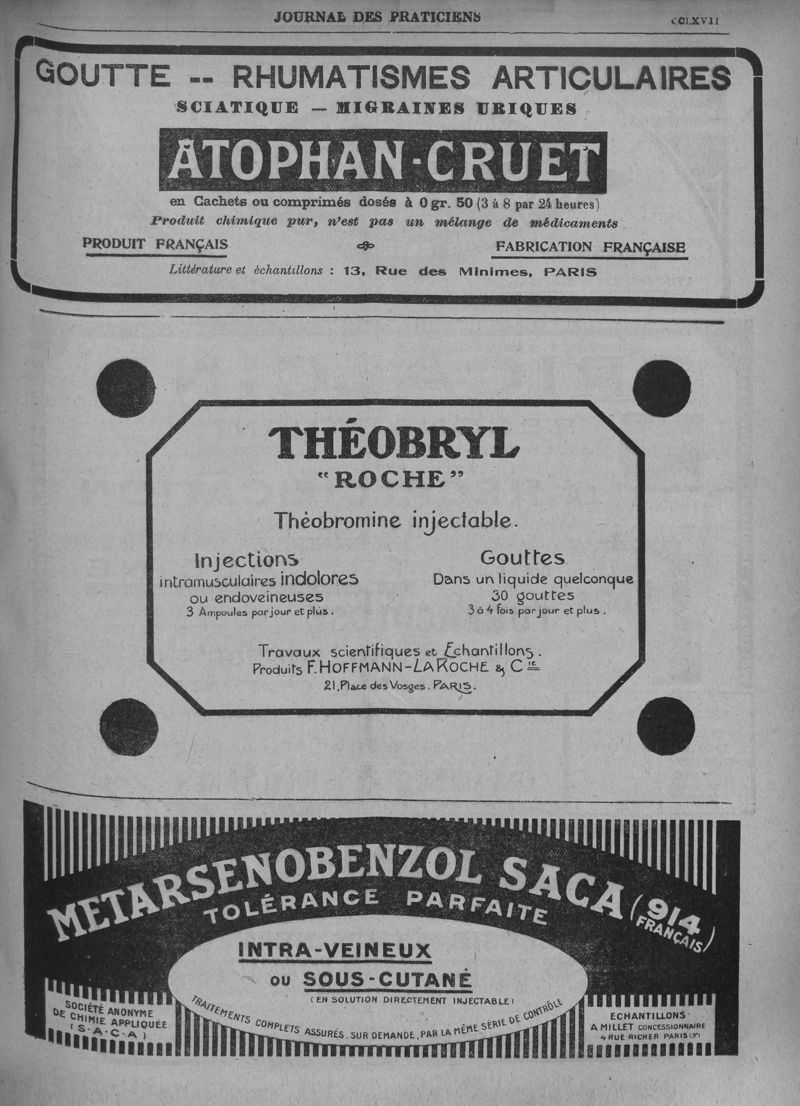 JOURNAL DES PRATICIENS
CCLXVII
GOUTTE -- RHUMATISMES ARTICULAIRES
SCIATIQUE — MIGRAINES URIQUES
ATOPHAN-CRUET
en Cachets ou comprimés dosés à 0 gr. 50 (3 à 8 par 24 heures)
Produit chimique pur, n'est pas un mélange de médicaments
PRODUIT FRANÇAIS
FABRICATION FRANÇAISE
Littérature et échantillons : 13, Rue des Minimes, PARIS
THÉOBRYL
"ROCHE"
Théobromine injectable.
Injections
intramusculaires indolores
ou endoveineuses
3 Ampoules par jour et plus.
Gouttes
Dans un liquide quelconque
30 gouttes
3 à 4 fois par jour et plus.
Travaux scientifiques et Echantillons.
Produits F. HOFFMANN-LA ROCHE & Cie
21, Place des Vosges. PARIS.
METARSENOBENZOL SACA (914 FRANÇAIS)
TOLÉRANCE PARFAITE
INTRA-VEINEUX
OU SOUS-CUTANÉ
(EN SOLUTION DIRECTEMENT INJECTABLE)
TRAITEMENTS COMPLETS ASSURÉS, SUR DEMANDE, PAR LA MÊME SÉRIE DE CONTRÔLE
SOCIÉTÉ ANONYME
DE CHIMIE APPLIQUÉE
(S.A.C.A)
ECHANTILLONS
A MILLET CONCESSIONNAIRE
4 RUE RICHER PARIS (9e)